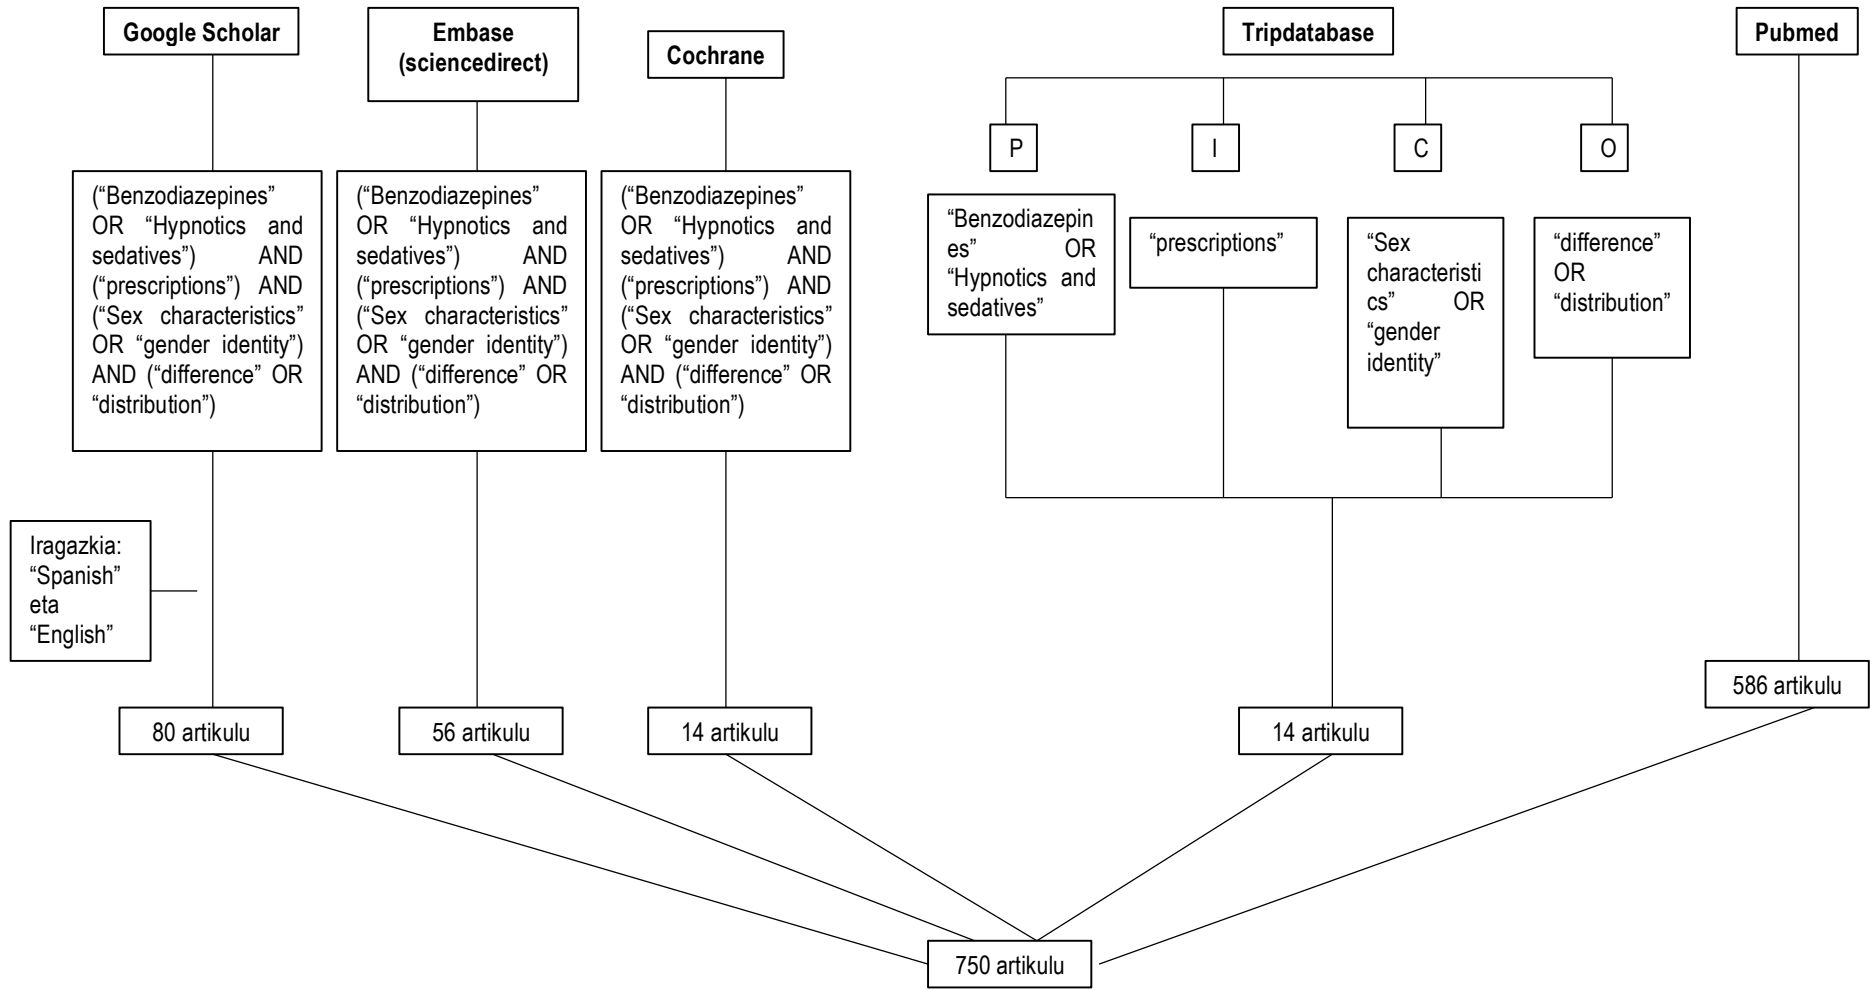 Google Scholar
Embase
(sciencedirect)
Cochrane
Tripdatabase
Pubmed
P
I
C
O
(“Benzodiazepines”
OR “Hypnotics and
sedatives”) AND
(“prescriptions”) AND
(“Sex characteristics”
OR “gender identity”)
AND (“difference” OR
“distribution”)
(“Benzodiazepines”
OR “Hypnotics and
sedatives”) AND
(“prescriptions”) AND
(“Sex characteristics”
OR “gender identity”)
AND (“difference” OR
“distribution”)
(“Benzodiazepines”
OR “Hypnotics and
sedatives”) AND
(“prescriptions”) AND
(“Sex characteristics”
OR “gender identity”)
AND (“difference” OR
“distribution”)
“Benzodiazepin
es” OR
“Hypnotics and
sedatives”
“prescriptions”
“Sex
characteristi
cs” OR
“gender
identity”
“difference”
OR
“distribution”
Iragazkia:
“Spanish”
eta
“English”
80 artikulu
56 artikulu
14 artikulu
14 artikulu
586 artikulu
750 artikulu